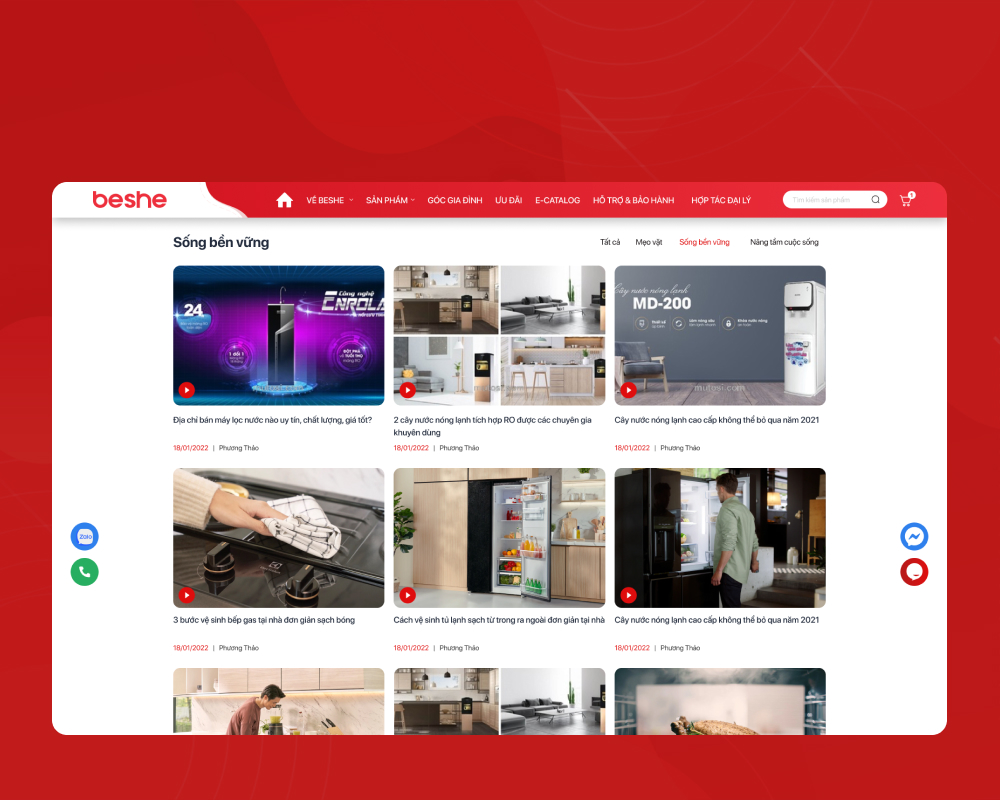 beshe
VỀ BESHE
SẢN PHẨM
GÓC GIA ĐÌNH
ƯU ĐÃI
E-CATALOG
HỖ TRỢ & BẢO HÀNH
HỢP TÁC ĐẠI LÝ
Tìm kiếm sản phẩm
1
Sống bền vững
Tất cả
Mẹo vặt
Sống bền vững
Nâng tầm cuộc sống
24
Công nghệ
1 đổi 1
Cây nước nóng lạnh
MD-200
mutosi.com
Địa chỉ bán máy lọc nước nào uy tín, chất lượng, giá tốt?
18/01/2022 | Phương Thảo
2 cây nước nóng lạnh tích hợp RO được các chuyên gia
khuyên dùng
18/01/2022 | Phương Thảo
Cây nước nóng lạnh cao cấp không thể bỏ qua năm 2021
18/01/2022 | Phương Thảo
Zalo
3 bước vệ sinh bếp gas tại nhà đơn giản sạch bóng
18/01/2022 | Phương Thảo
Cách vệ sinh tủ lạnh sạch từ trong ra ngoài đơn giản tại nhà
18/01/2022 | Phương Thảo
Cây nước nóng lạnh cao cấp không thể bỏ qua năm 2021
18/01/2022 | Phương Thảo